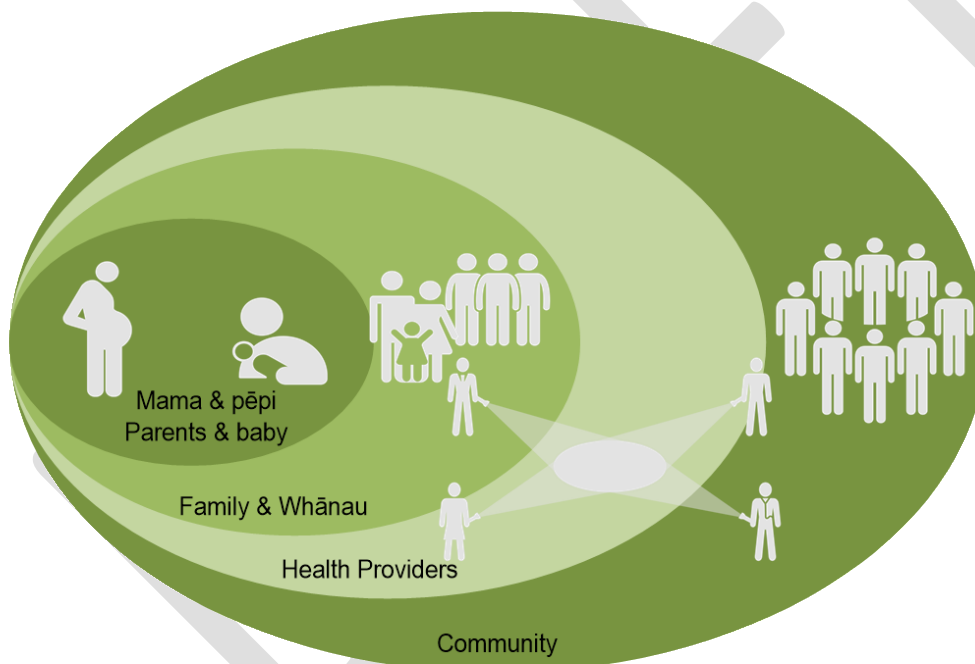 Mama & pēpi
Parents & baby
Family & Whānau
Health Providers
Community